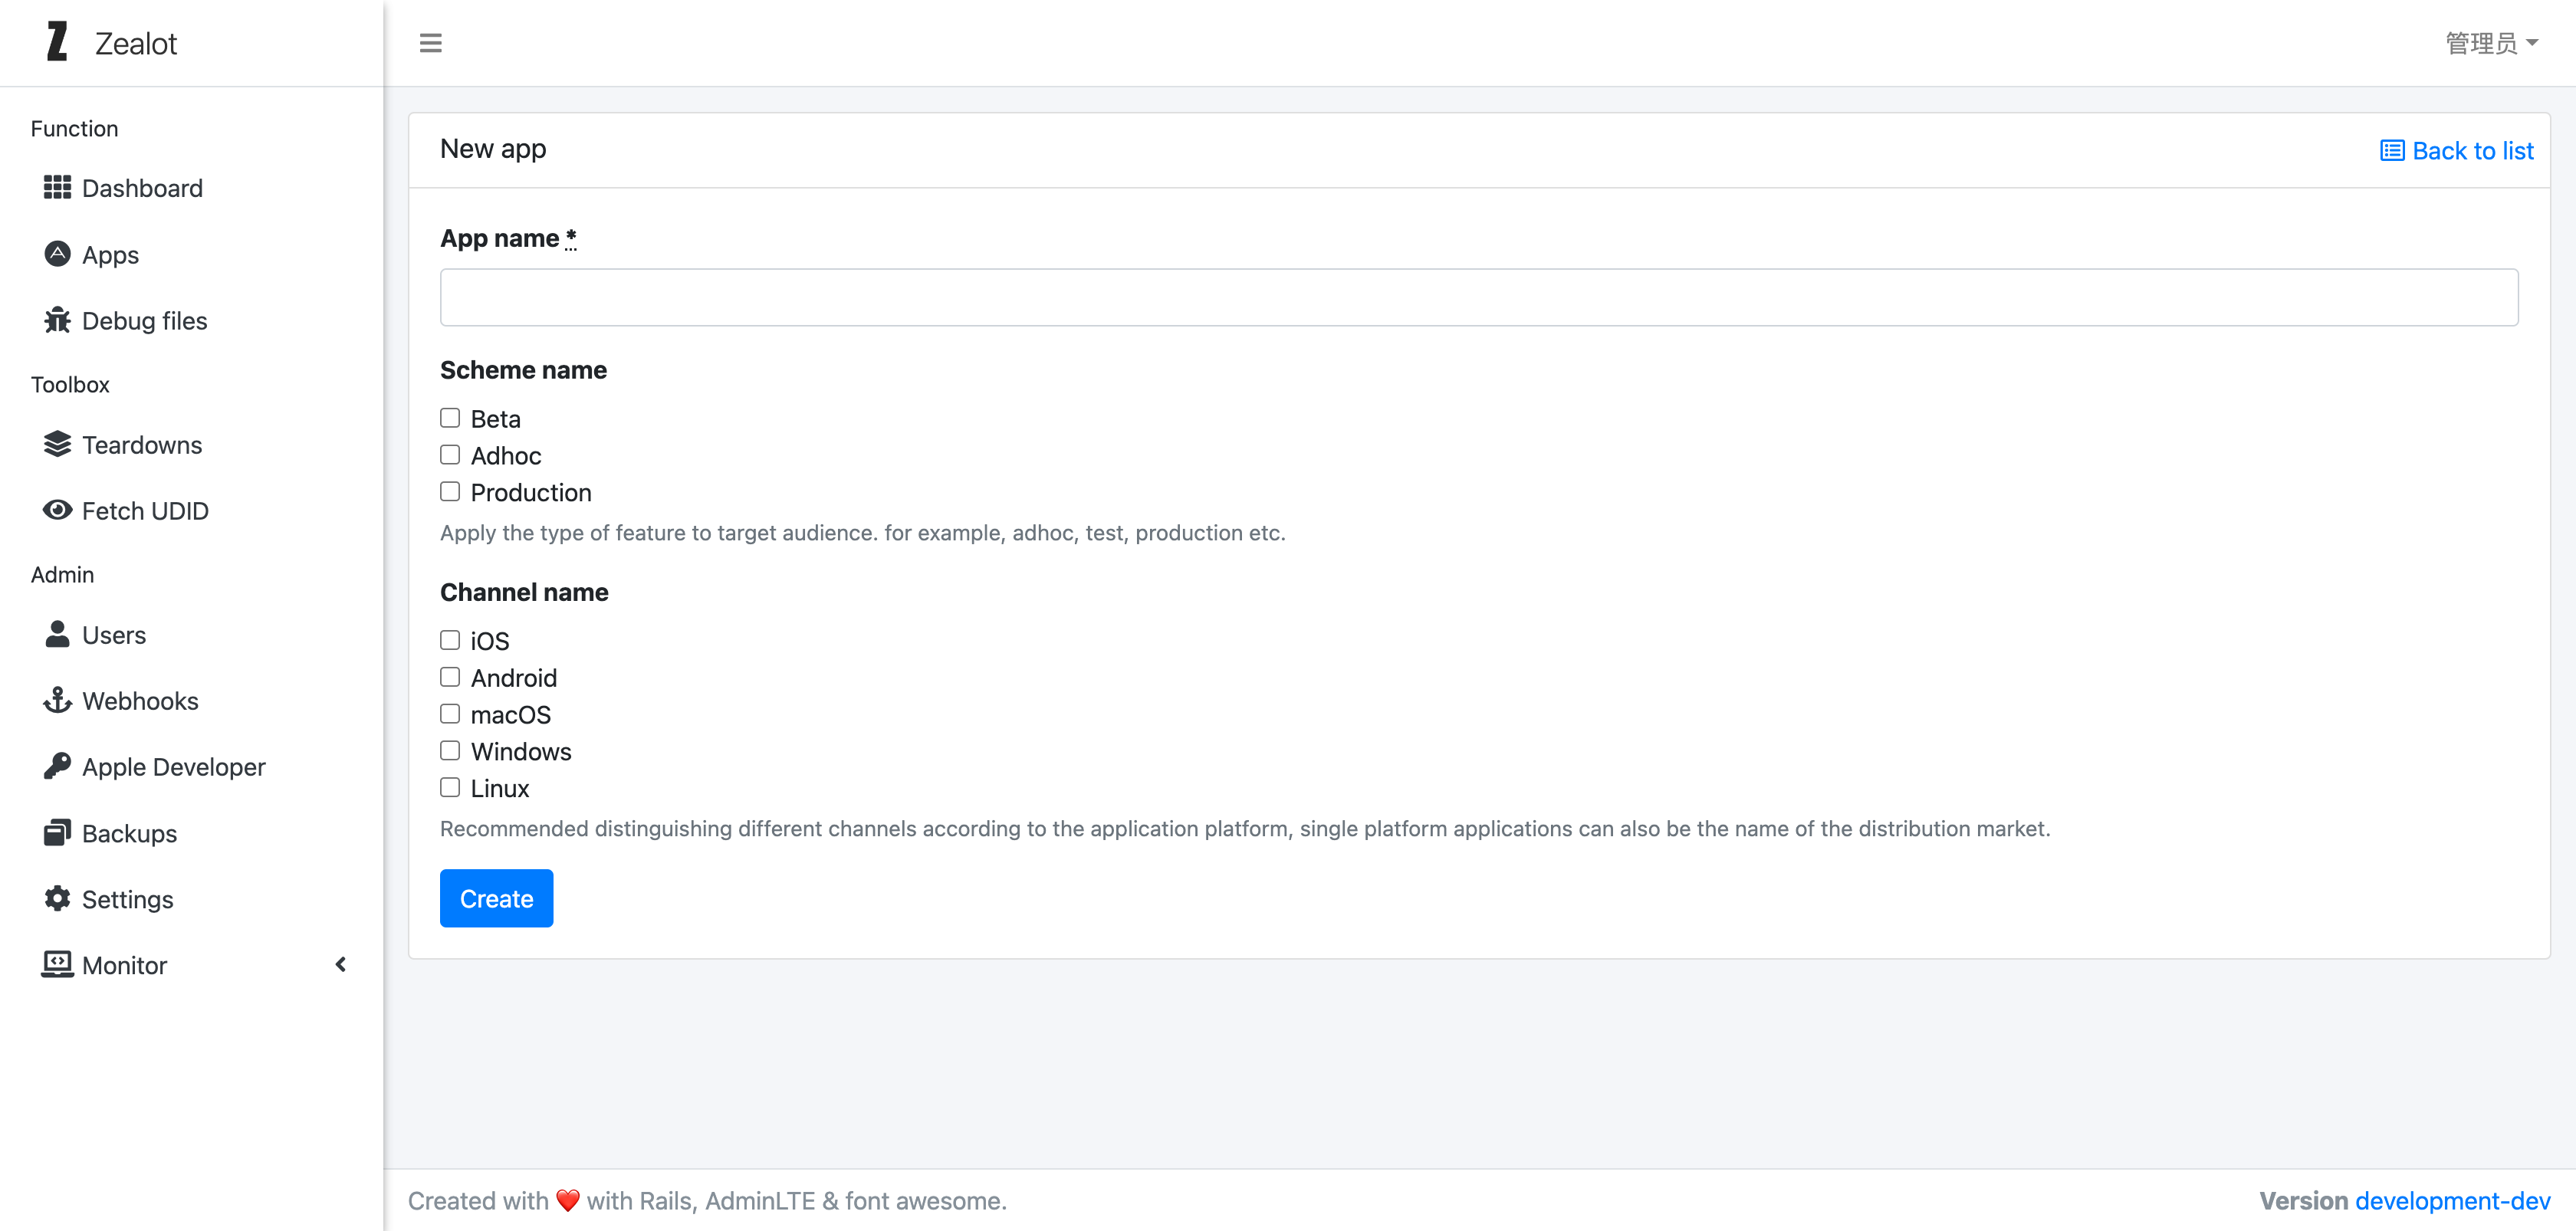 Zealot
管理员
Function
Dashboard
Apps
Debug files
Toolbox
Teardowns
Fetch UDID
Admin
Users
Webhooks
Apple Developer
Backups
Settings
Monitor
New app
Back to list
App name *
Scheme name
Beta
Adhoc
Production
Apply the type of feature to target audience. for example, adhoc, test, production etc.
Channel name
iOS
Android
macOS
Windows
Linux
Recommended distinguishing different channels according to the application platform, single platform applications can also be the name of the distribution market.
Create
Created with ❤️ with Rails, AdminLTE & font awesome.
Version development-dev